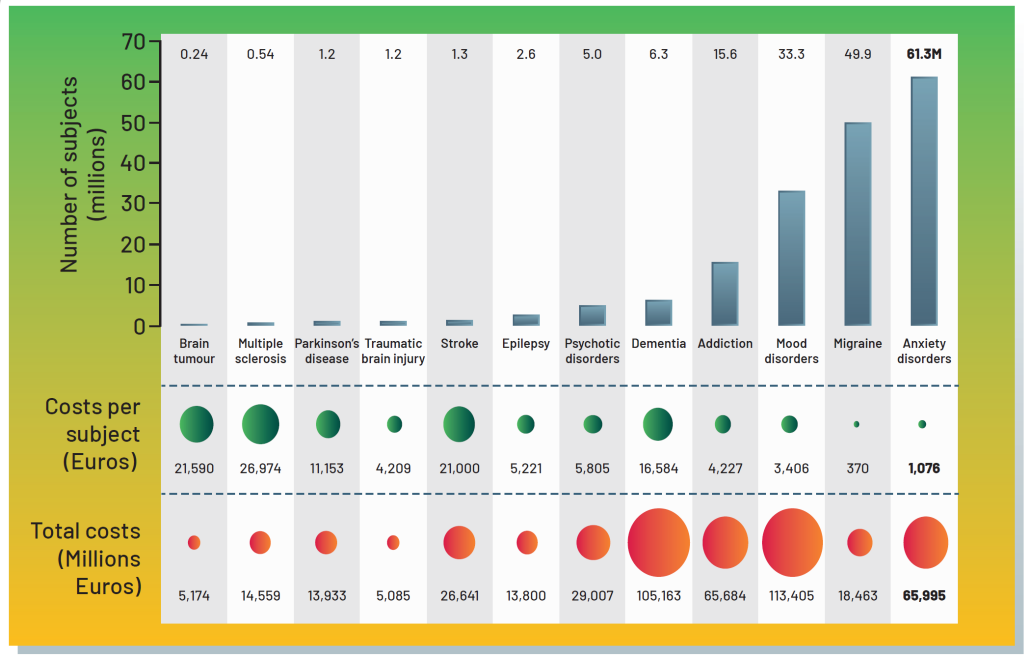 Number of subjects
(millions)
70
60
50
40
30
20
10
0
0.24 0.54 1.2 1.2 1.3 2.6 5.0 6.3 15.6 33.3 49.9 61.3M
Brain
tumour
Multiple
sclerosis
Parkinson's
disease
Traumatic
brain injury
Stroke
Epilepsy
Psychotic
disorders
Dementia
Addiction
Mood
disorders
Migraine
Anxiety
disorders
Costs per
subject
(Euros)
21,590 26,974 11,153 4,209 21,000 5,221 5,805 16,584 4,227 3,406 370 1,076
Total costs
(Millions
Euros)
5,174 14,559 13,933 5,085 26,641 13,800 29,007 105,163 65,684 113,405 18,463 65,995